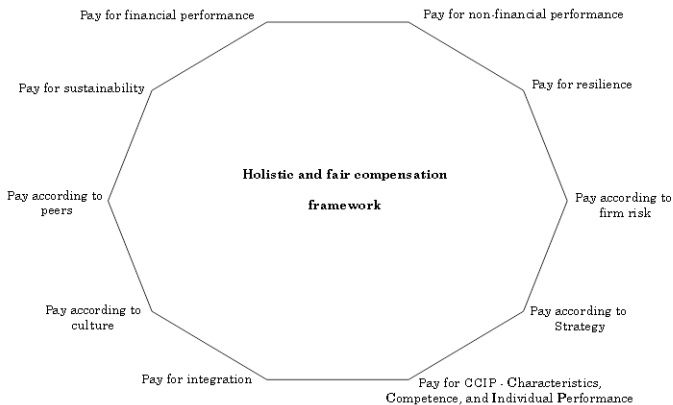 Pay for financial performance
Pay for non-financial performance
Pay for sustainability
Pay for resilience
Holistic and fair compensation
framework
Pay according to
peers
Pay according to
firm risk
Pay according to
culture
Pay according to
Strategy
Pay for integration
Pay for CCIP - Characteristics,
Competence, and Individual Performance